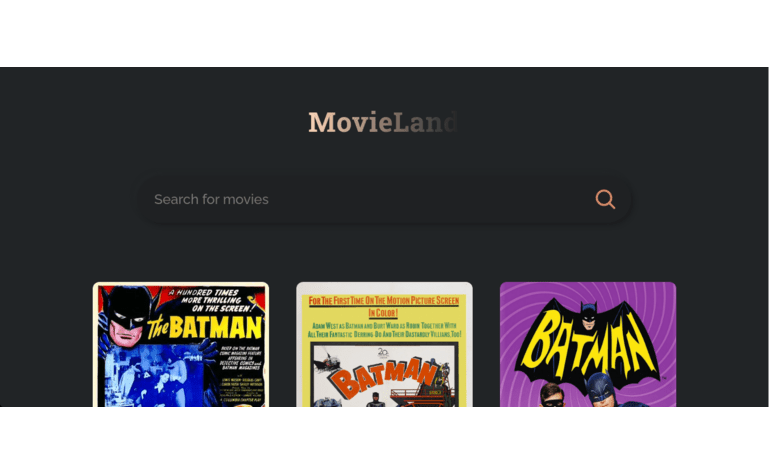 MovieLand
Search for movies
A HUNDRED TIMES
MORE THRILLING
ON THE SCREEN!
The BATMAN
BASED ON THE BATMAN
COMIC MAGAZINE FEATURE
APPEARING IN
DETECTIVE COMICS AND
BATMAN MAGAZINES
FOR THE FIRST TIME ON THE MOTION PICTURE SCREEN
IN COLOR!
ADAM WEST AS BATMAN AND BURT WARD AS ROBIN TOGETHER WITH
ALL THEIR FANTASTIC DERRING-DO AND THEIR DASTARDLY VILLAINS, TOO!
BATMAN
BATMAN